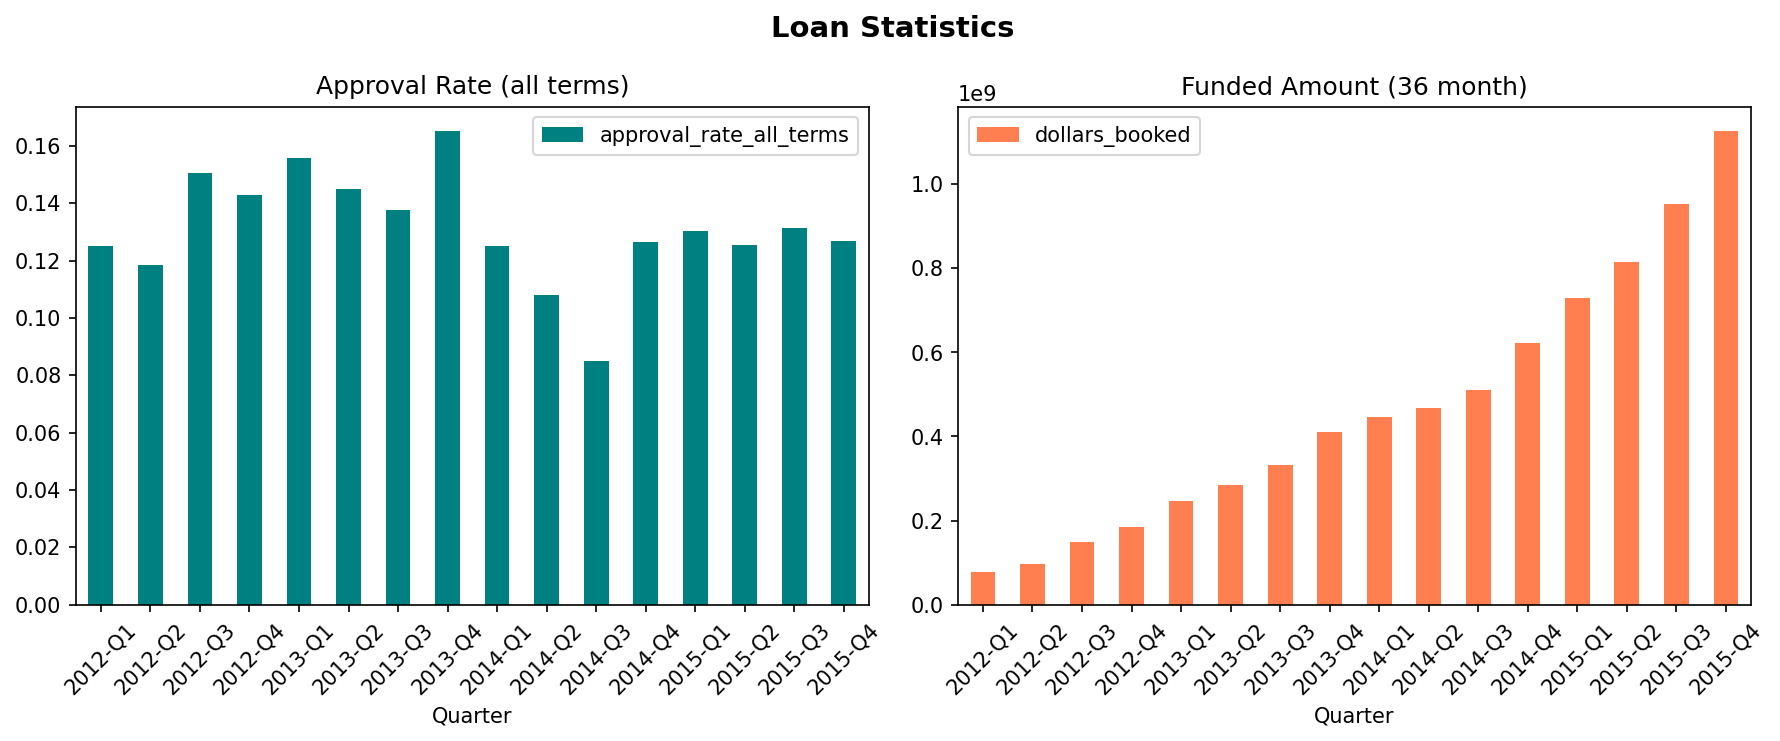 Loan Statistics
Approval Rate (all terms)
approval_rate_all_terms
0.16
0.14
0.12
0.10
0.08
0.06
0.04
0.02
0.00
2012-Q1
2012-Q2
2012-Q3
2012-Q4
2013-Q1
2013-Q2
2013-Q3
2013-Q4
2014-Q1
2014-Q2
2014-Q3
2014-Q4
2015-Q1
2015-Q2
2015-Q3
2015-Q4
Quarter
Funded Amount (36 month)
1e9
dollars_booked
1.0
0.8
0.6
0.4
0.2
0.0
2012-Q1
2012-Q2
2012-Q3
2012-Q4
2013-Q1
2013-Q2
2013-Q3
2013-Q4
2014-Q1
2014-Q2
2014-Q3
2014-Q4
2015-Q1
2015-Q2
2015-Q3
2015-Q4
Quarter